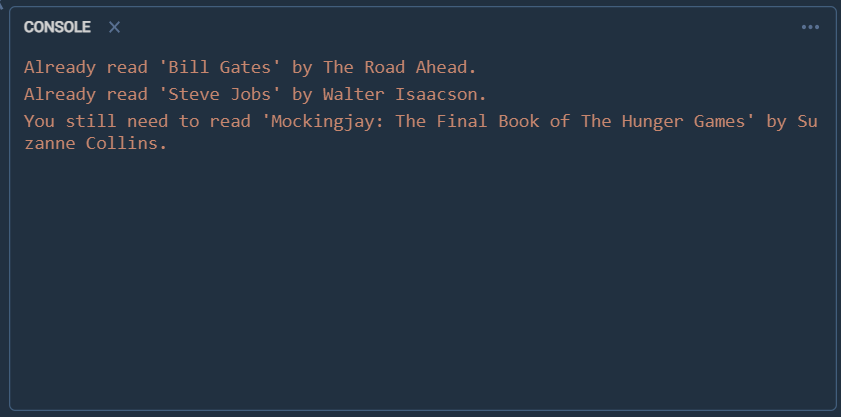 CONSOLE
Already read 'Bill Gates' by The Road Ahead.
Already read 'Steve Jobs' by Walter Isaacson.
You still need to read 'Mockingjay: The Final Book of The Hunger Games' by Su
zanne Collins.